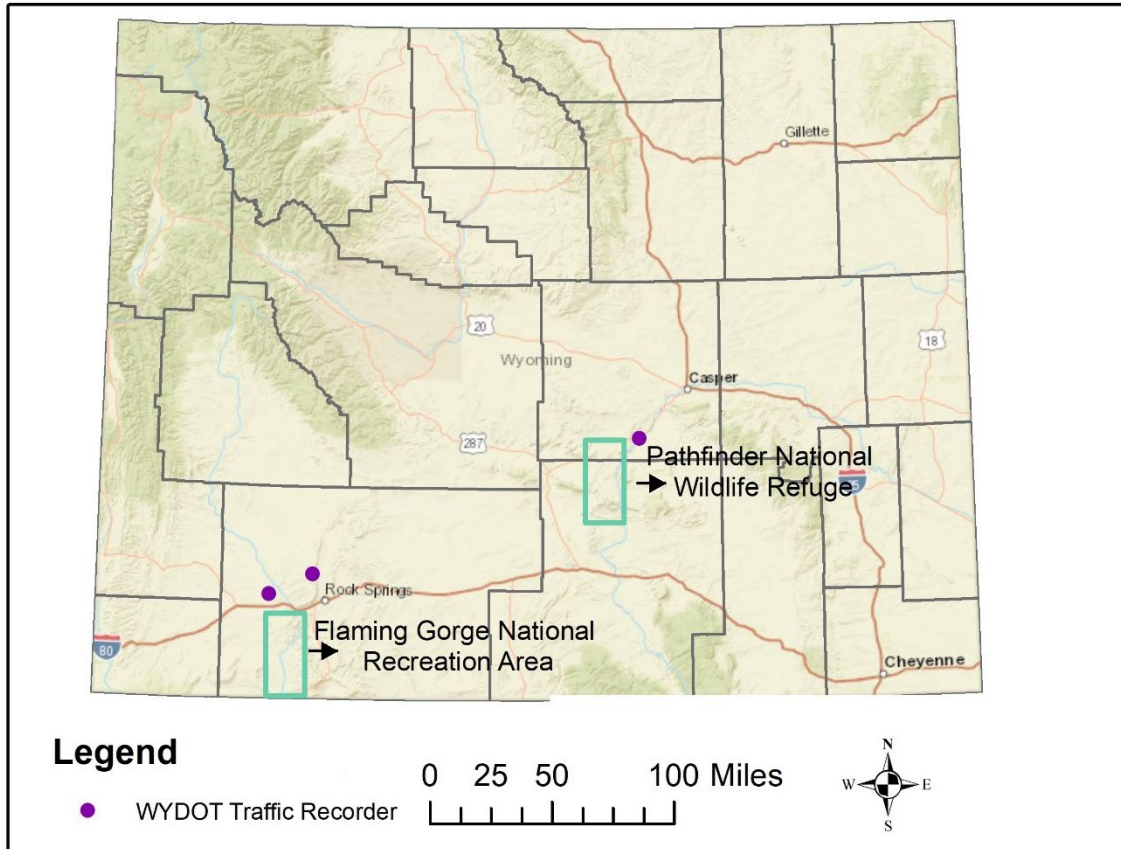 Gillette
20
Wyoming
18
Casper
287
Pathfinder National
Wildlife Refuge
25
Rock Springs
Flaming Gorge National
Recreation Area
80
Cheyenne
Legend
WYDOT Traffic Recorder
0 25 50 100 Miles
N
W E
S